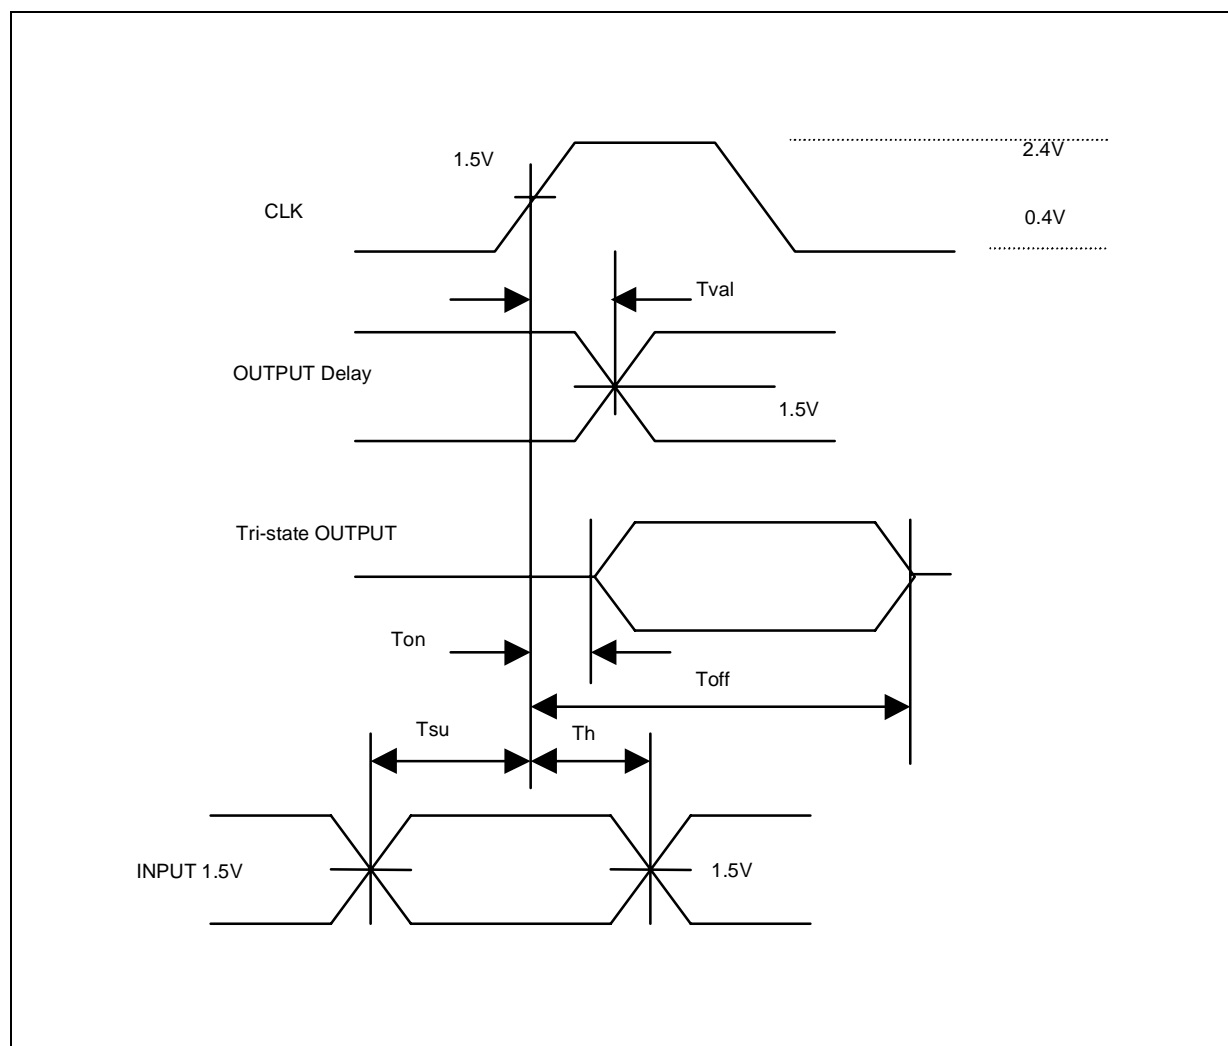 1.5V
2.4V
CLK
0.4V
Tval
OUTPUT Delay
1.5V
Tri-state OUTPUT
Ton
Toff
Tsu
Th
INPUT 1.5V
1.5V